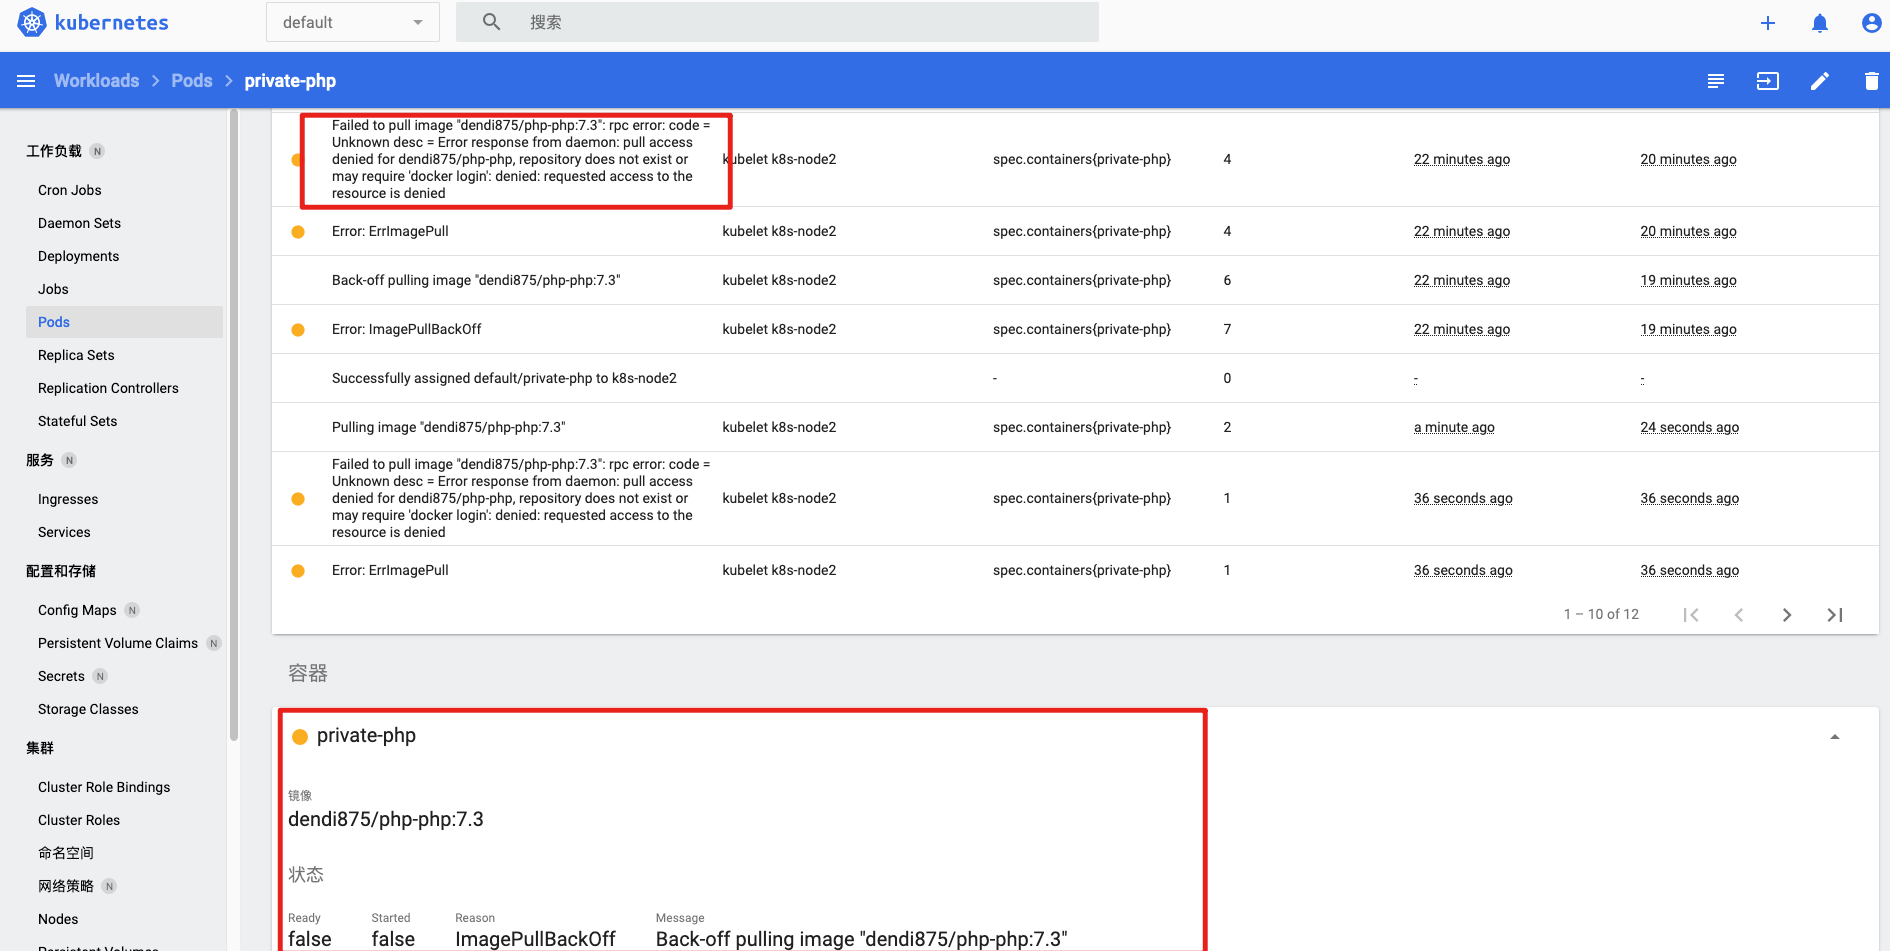 kubernetes
default
搜索
Workloads > Pods > private-php
工作负载 N
Cron Jobs
Daemon Sets
Deployments
Jobs
Pods
Replica Sets
Replication Controllers
Stateful Sets
服务 N
Ingresses
Services
配置和存储
Config Maps N
Persistent Volume Claims N
Secrets N
Storage Classes
集群
Cluster Role Bindings
Cluster Roles
命名空间
网络策略 N
Nodes
Persistent Volumes
Failed to pull image "dendi875/php-php:7.3": rpc error: code =
Unknown desc = Error response from daemon: pull access
denied for dendi875/php-php, repository does not exist or
may require 'docker login': denied: requested access to the
resource is denied
kubelet k8s-node2 spec.containers{private-php} 4 22 minutes ago 20 minutes ago
Error: ErrImagePull kubelet k8s-node2 spec.containers{private-php} 4 22 minutes ago 20 minutes ago
Back-off pulling image "dendi875/php-php:7.3" kubelet k8s-node2 spec.containers{private-php} 6 22 minutes ago 19 minutes ago
Error: ImagePullBackOff kubelet k8s-node2 spec.containers{private-php} 7 22 minutes ago 19 minutes ago
Successfully assigned default/private-php to k8s-node2 - 0 - -
Pulling image "dendi875/php-php:7.3" kubelet k8s-node2 spec.containers{private-php} 2 a minute ago 24 seconds ago
Failed to pull image "dendi875/php-php:7.3": rpc error: code =
Unknown desc = Error response from daemon: pull access
denied for dendi875/php-php, repository does not exist or
may require 'docker login': denied: requested access to the
resource is denied
kubelet k8s-node2 spec.containers{private-php} 1 36 seconds ago 36 seconds ago
Error: ErrImagePull kubelet k8s-node2 spec.containers{private-php} 1 36 seconds ago 36 seconds ago
1 – 10 of 12
容器
private-php
镜像
dendi875/php-php:7.3
状态
Ready Started Reason Message
false false ImagePullBackOff Back-off pulling image "dendi875/php-php:7.3"